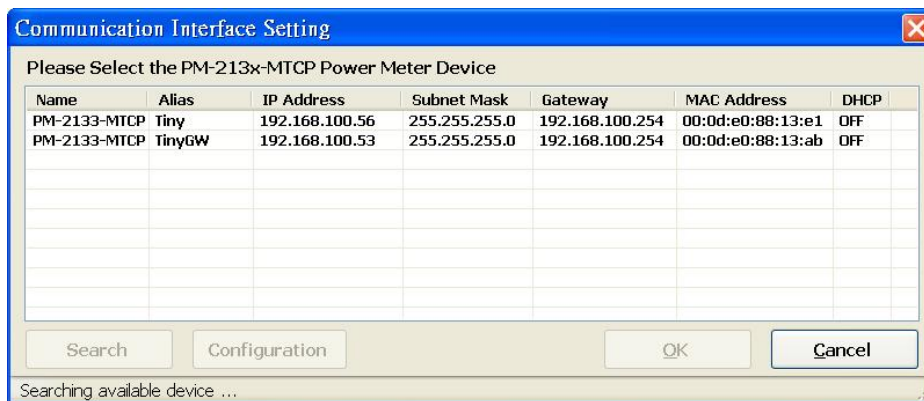 Communication Interface Setting
Please Select the PM-213x-MTCP Power Meter Device
Name Alias IP Address Subnet Mask Gateway MAC Address DHCP
PM-2133-MTCP Tiny 192.168.100.56 255.255.255.0 192.168.100.254 00:0d:e0:88:13:e1 OFF
PM-2133-MTCP TinyGW 192.168.100.53 255.255.255.0 192.168.100.254 00:0d:e0:88:13:ab OFF
Search Configuration OK Cancel
Searching available device ...